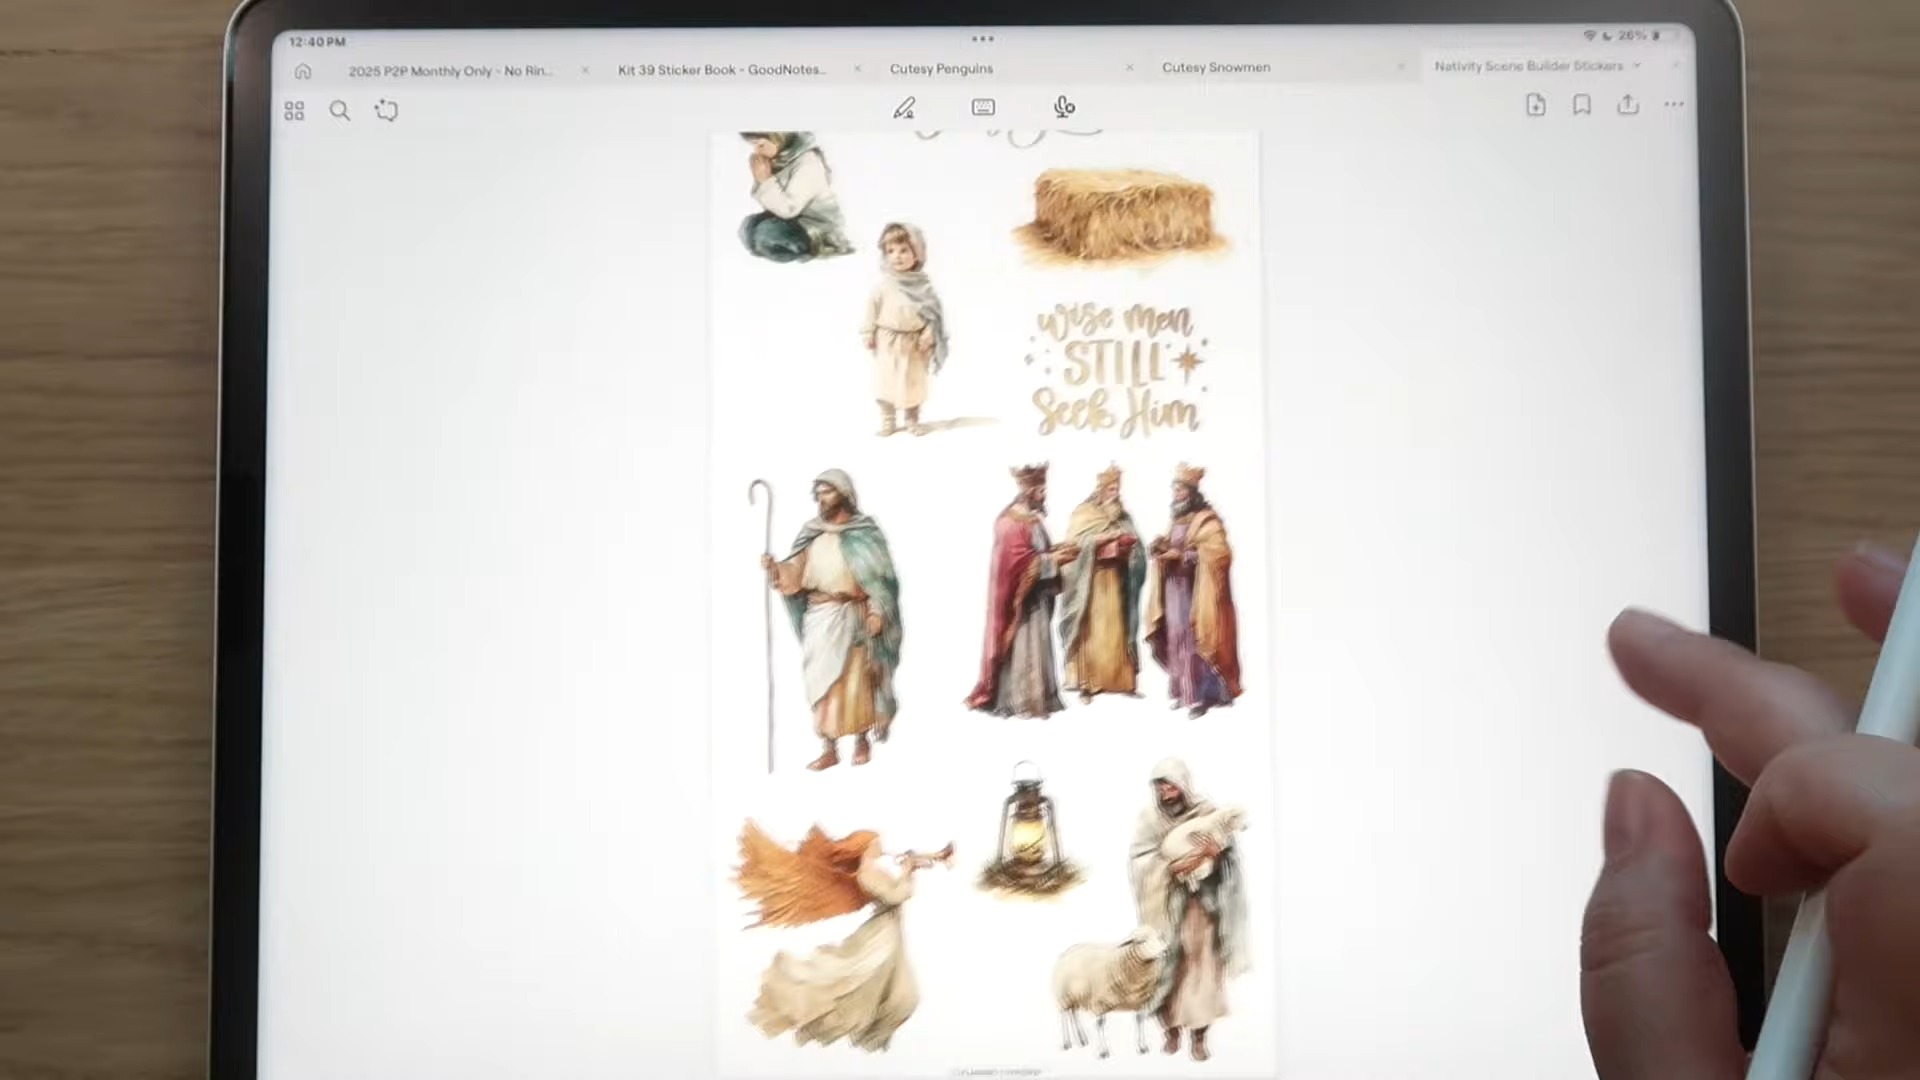 12:40 PM
26%
2025 P2P Monthly Only - No Rin...
Kit 39 Sticker Book - GoodNotes...
Cutesy Penguins
Cutesy Snowmen
Nativity Scene Builder Stickers
wise men
STILL
Seek Him